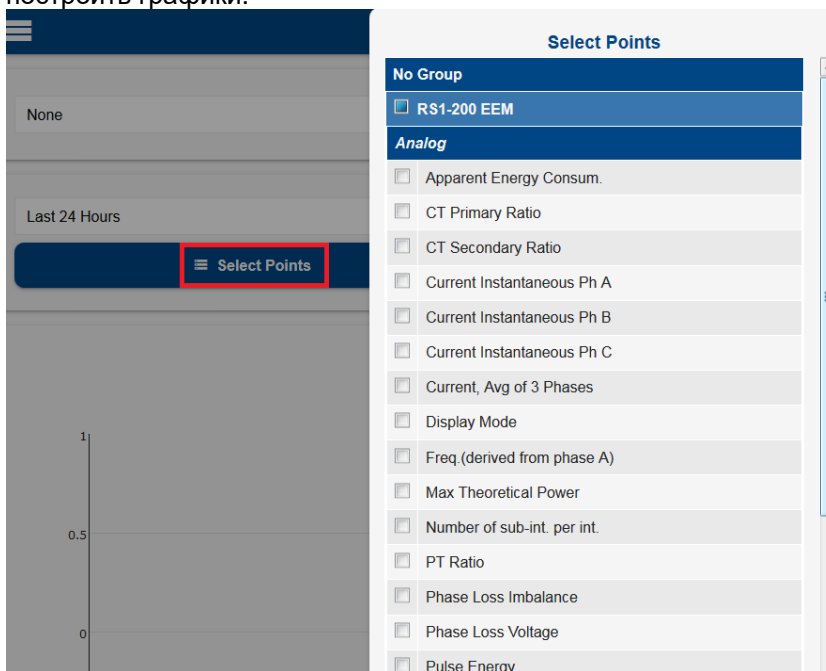 построить графики.
Select Points
No Group
None
RS1-200 EEM
Analog
Apparent Energy Consum.
Last 24 Hours
CT Primary Ratio
CT Secondary Ratio
Select Points
Current Instantaneous Ph A
Current Instantaneous Ph B
Current Instantaneous Ph C
Current, Avg of 3 Phases
Display Mode
1
Freq.(derived from phase A)
Max Theoretical Power
Number of sub-int. per int.
0.5
PT Ratio
Phase Loss Imbalance
Phase Loss Voltage
0
Pulse Energy